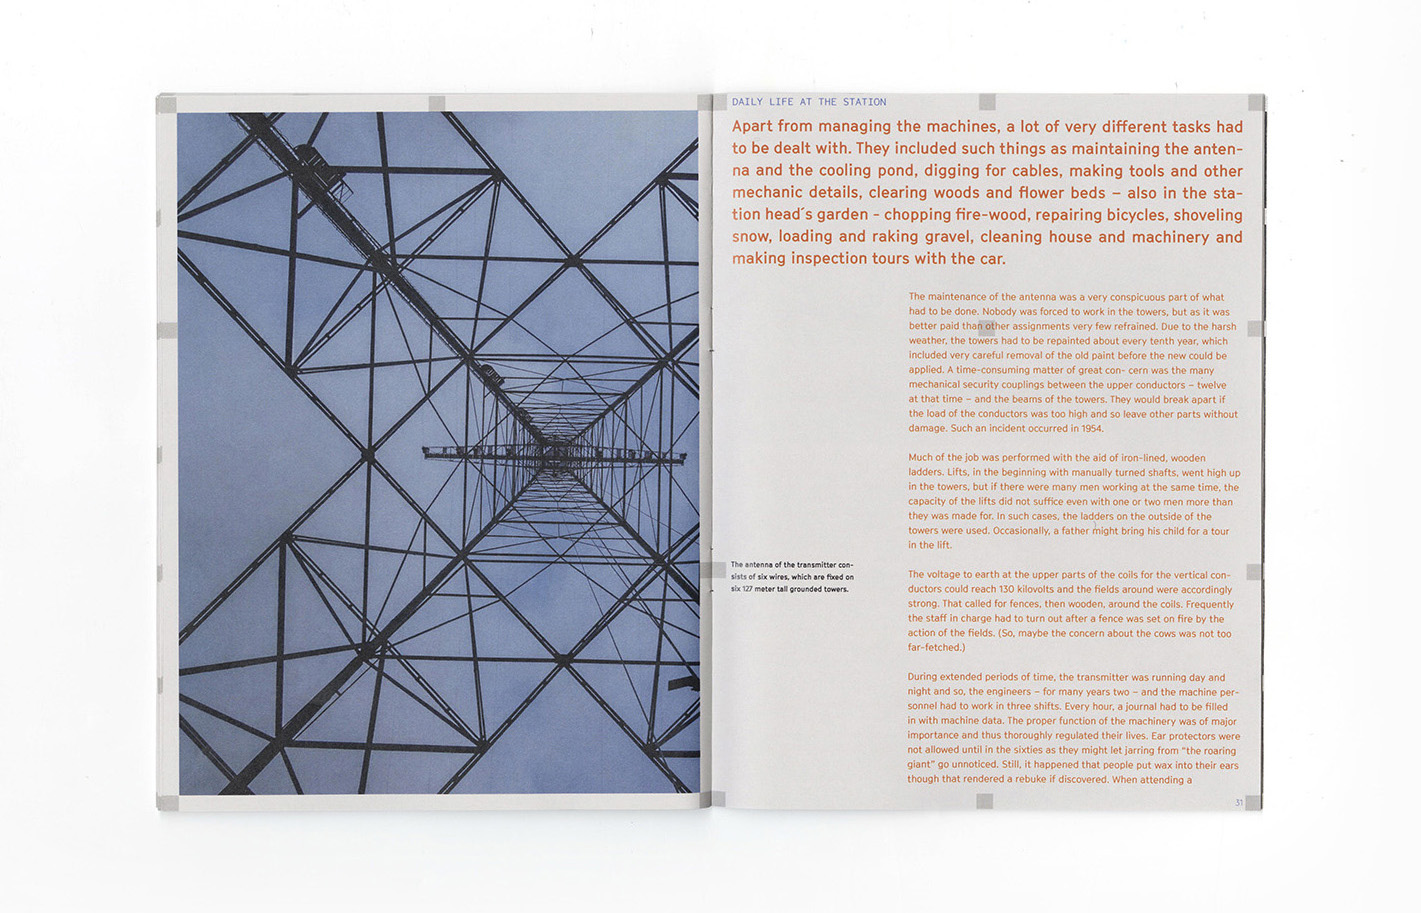 DAILY LIFE AT THE STATION
Apart from managing the machines, a lot of very different tasks had
to be dealt with. They included such things as maintaining the anten-
na and the cooling pond, digging for cables, making tools and other
mechanic details, clearing woods and flower beds – also in the sta-
tion head´s garden - chopping fire-wood, repairing bicycles, shoveling
snow, loading and raking gravel, cleaning house and machinery and
making inspection tours with the car.
The maintenance of the antenna was a very conspicuous part of what
had to be done. Nobody was forced to work in the towers, but as it was
better paid than other assignments very few refrained. Due to the harsh
weather, the towers had to be repainted about every tenth year, which
included very careful removal of the old paint before the new could be
applied. A time-consuming matter of great con- cern was the many
mechanical security couplings between the upper conductors – twelve
at that time – and the beams of the towers. They would break apart if
the load of the conductors was too high and so leave other parts without
damage. Such an incident occurred in 1954.
Much of the job was performed with the aid of iron-lined, wooden
ladders. Lifts, in the beginning with manually turned shafts, went high up
in the towers, but if there were many men working at the same time, the
capacity of the lifts did not suffice even with one or two men more than
they was made for. In such cases, the ladders on the outside of the
towers were used. Occasionally, a father might bring his child for a tour
in the lift.
The antenna of the transmitter con-
sists of six wires, which are fixed on
six 127 meter tall grounded towers.
The voltage to earth at the upper parts of the coils for the vertical con-
ductors could reach 130 kilovolts and the fields around were accordingly
strong. That called for fences, then wooden, around the coils. Frequently
the staff in charge had to turn out after a fence was set on fire by the
action of the fields. (So, maybe the concern about the cows was not too
far-fetched.)
During extended periods of time, the transmitter was running day and
night and so, the engineers – for many years two – and the machine per-
sonnel had to work in three shifts. Every hour, a journal had to be filled
in with machine data. The proper function of the machinery was of major
importance and thus thoroughly regulated their lives. Ear protectors were
not allowed until in the sixties as they might let jarring from “the roaring
giant” go unnoticed. Still, it happened that people put wax into their ears
though that rendered a rebuke if discovered. When attending a
31